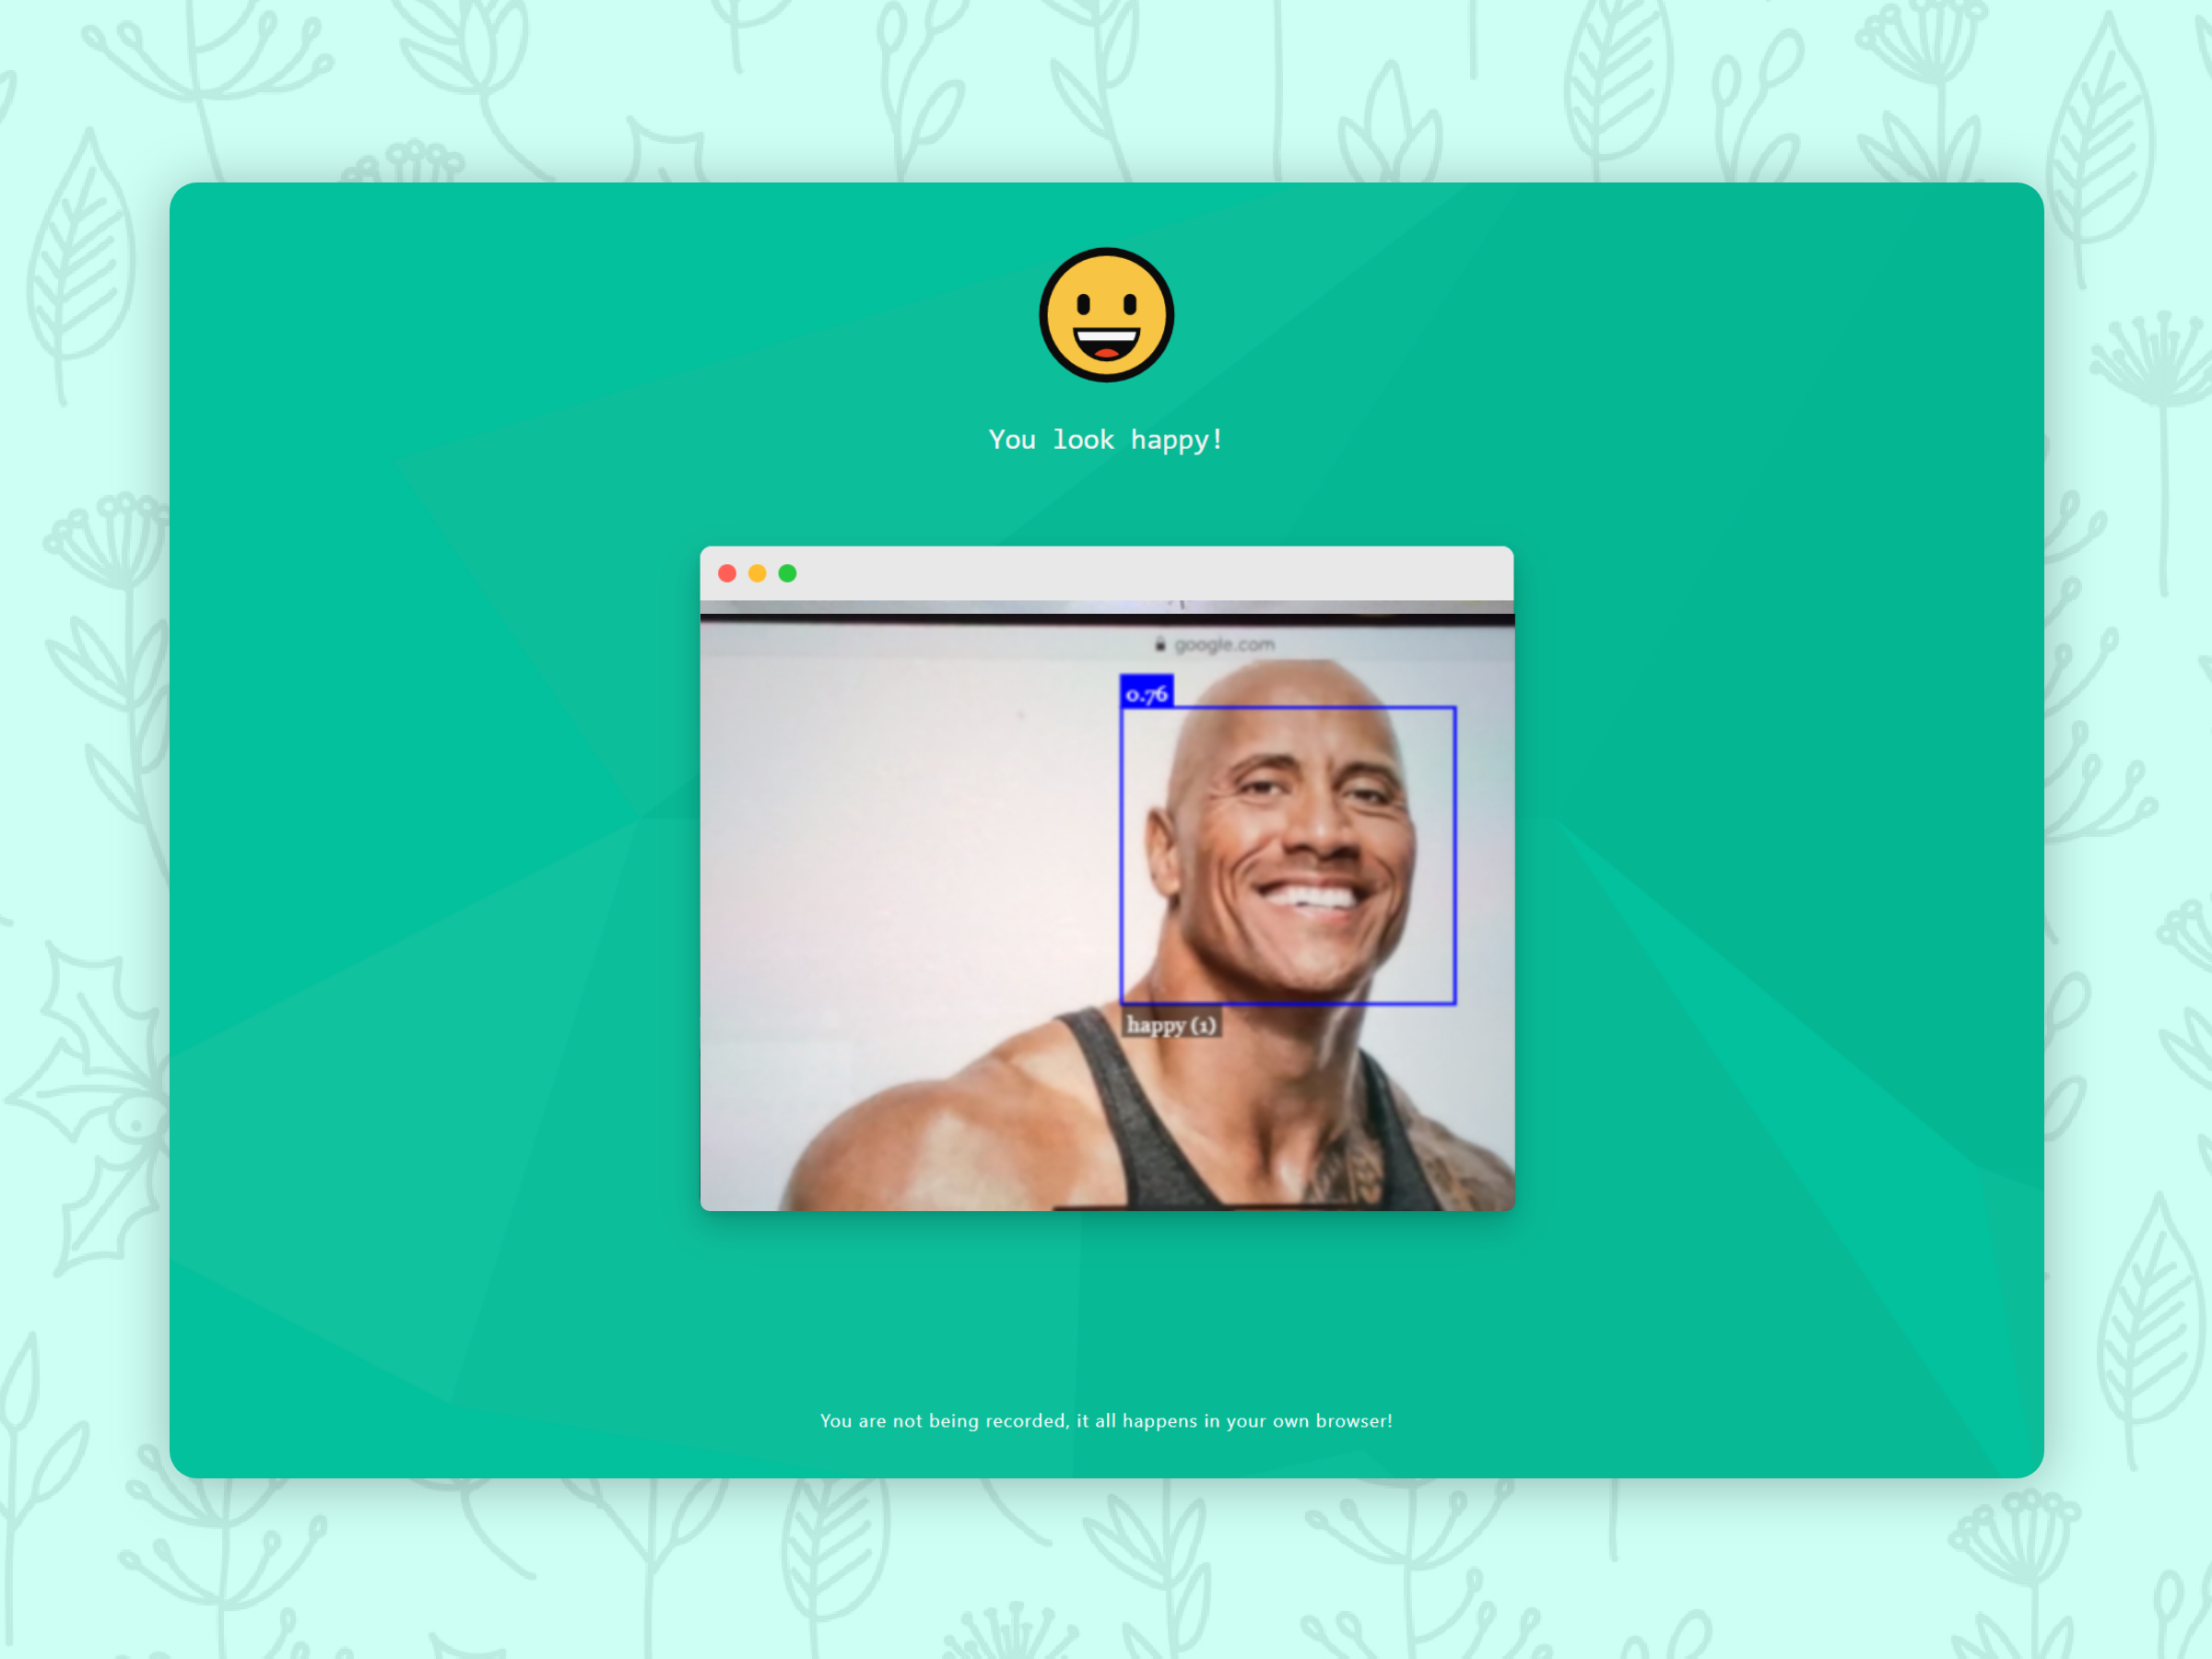 You look happy!
google.com
0.76
happy (1)
You are not being recorded, it all happens in your own browser!